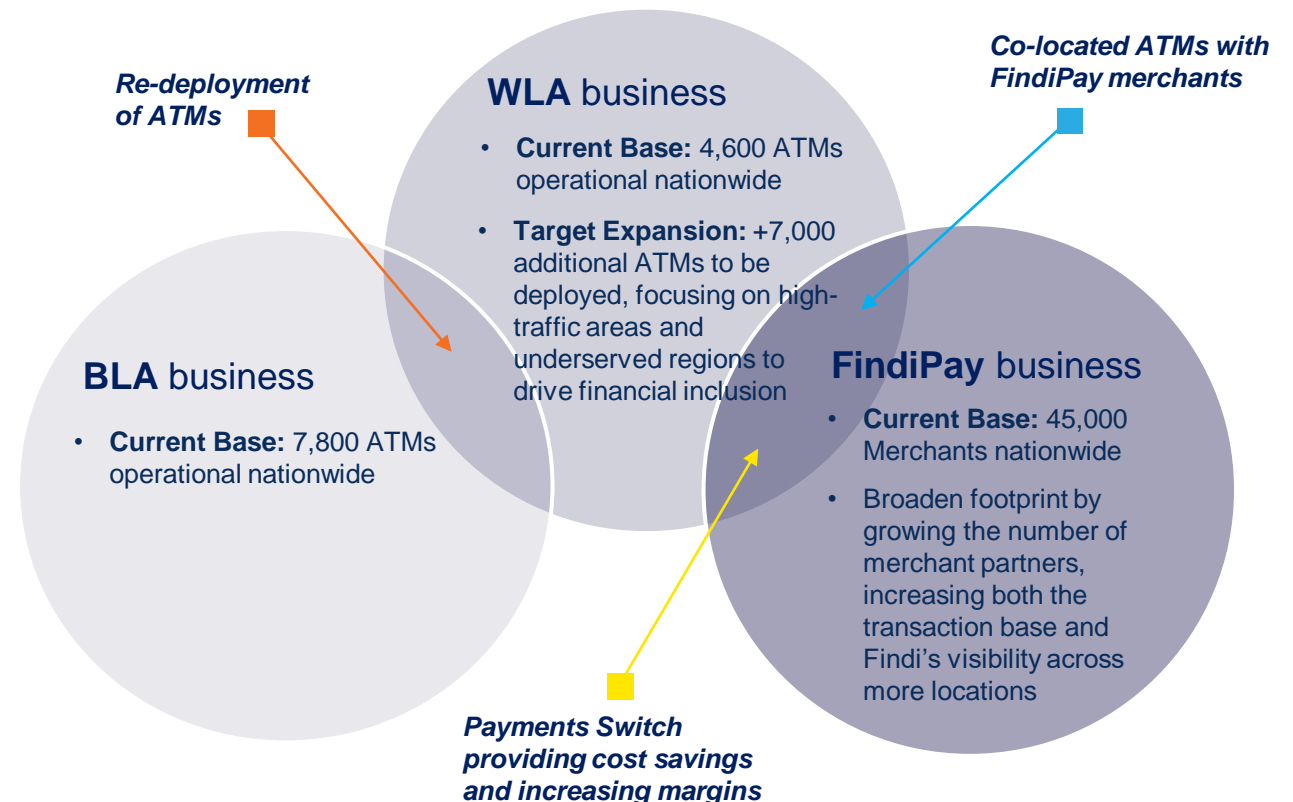 Re-deployment
of ATMs
WLA business
• Current Base: 4,600 ATMs
operational nationwide
• Target Expansion: +7,000
additional ATMs to be
deployed, focusing on high-
traffic areas and
underserved regions to
drive financial inclusion
Co-located ATMs with
FindiPay merchants
BLA business
• Current Base: 7,800 ATMs
operational nationwide
FindiPay business
• Current Base: 45,000
Merchants nationwide
• Broaden footprint by
growing the number of
merchant partners,
increasing both the
transaction base and
Findi’s visibility across
more locations
Payments Switch
providing cost savings
and increasing margins